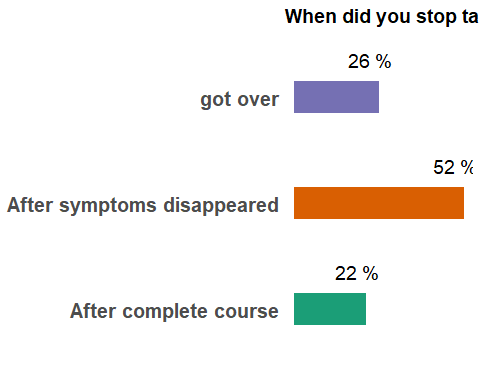 When did you stop ta
26 %
got over
52 %
After symptoms disappeared
22 %
After complete course